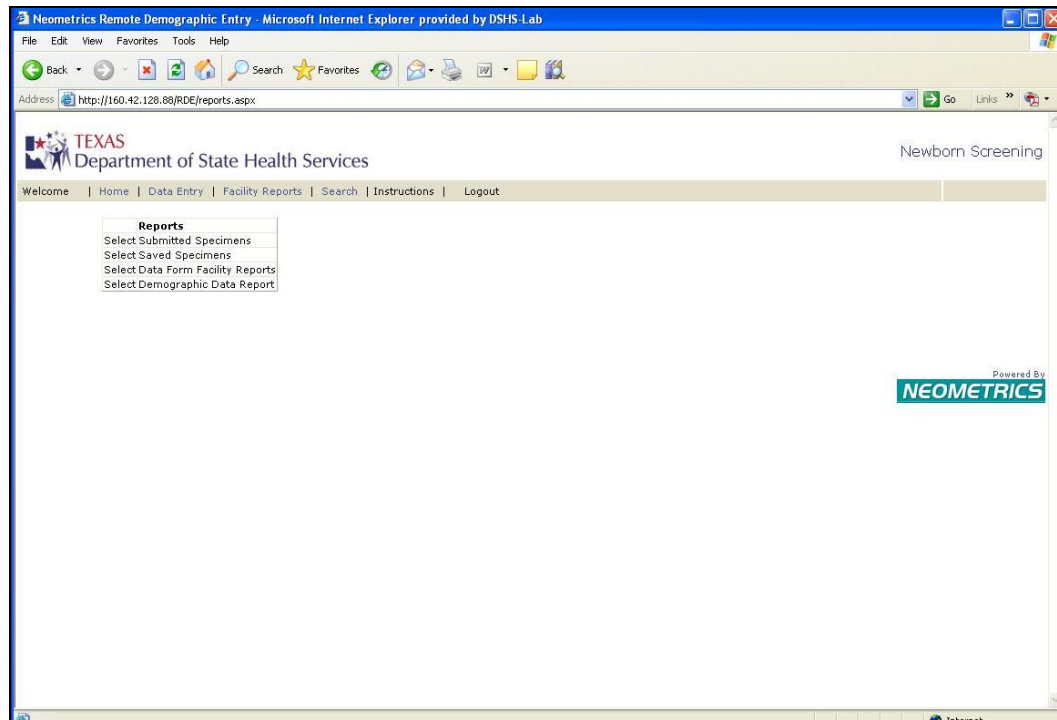 Neometrics Remote Demographic Entry - Microsoft Internet Explorer provided by DSHS-Lab
File Edit View Favorites Tools Help
Back Search Favorites
Address http://160.42.128.88/RDE/reports.aspx Go Links »
TEXAS
Department of State Health Services
Newborn Screening
Welcome | Home | Data Entry | Facility Reports | Search | Instructions | Logout
Reports
Select Submitted Specimens
Select Saved Specimens
Select Data Form Facility Reports
Select Demographic Data Report
Powered By
NEOMETRICS
Internet